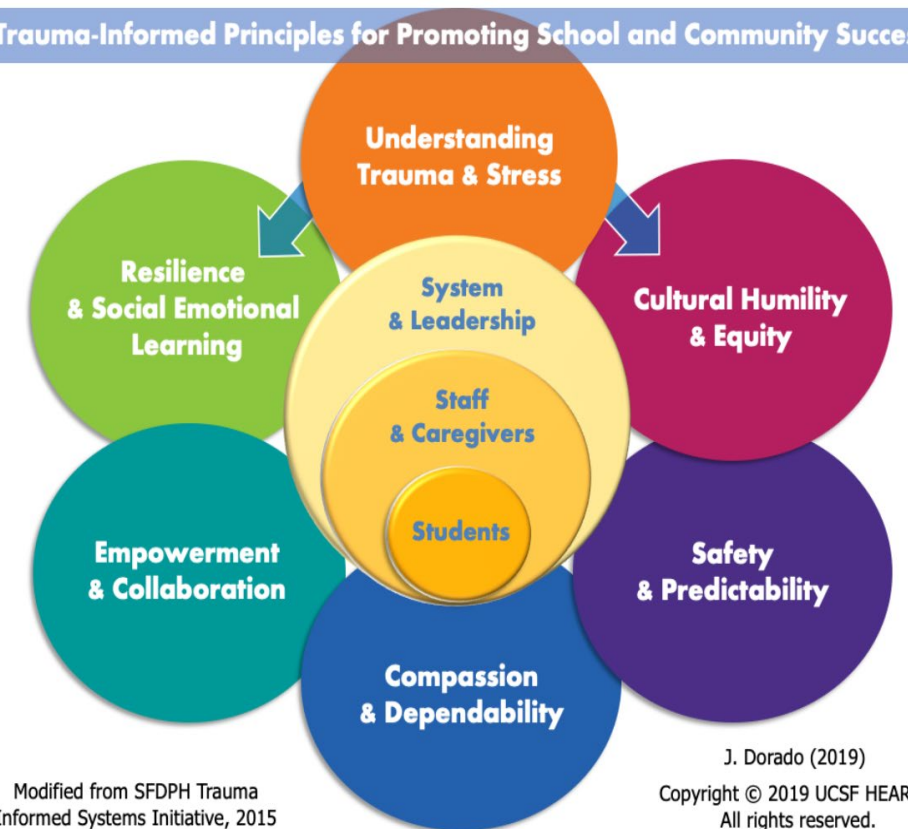 Trauma-Informed Principles for Promoting School and Community Succes
Understanding
Trauma & Stress
Resilience
& Social Emotional
Learning
System
& Leadership
Cultural Humility
& Equity
Staff
& Caregivers
Students
Empowerment
& Collaboration
Safety
& Predictability
Compassion
& Dependability
Modified from SFDPH Trauma
Informed Systems Initiative, 2015
J. Dorado (2019)
Copyright © 2019 UCSF HEAR
All rights reserved.